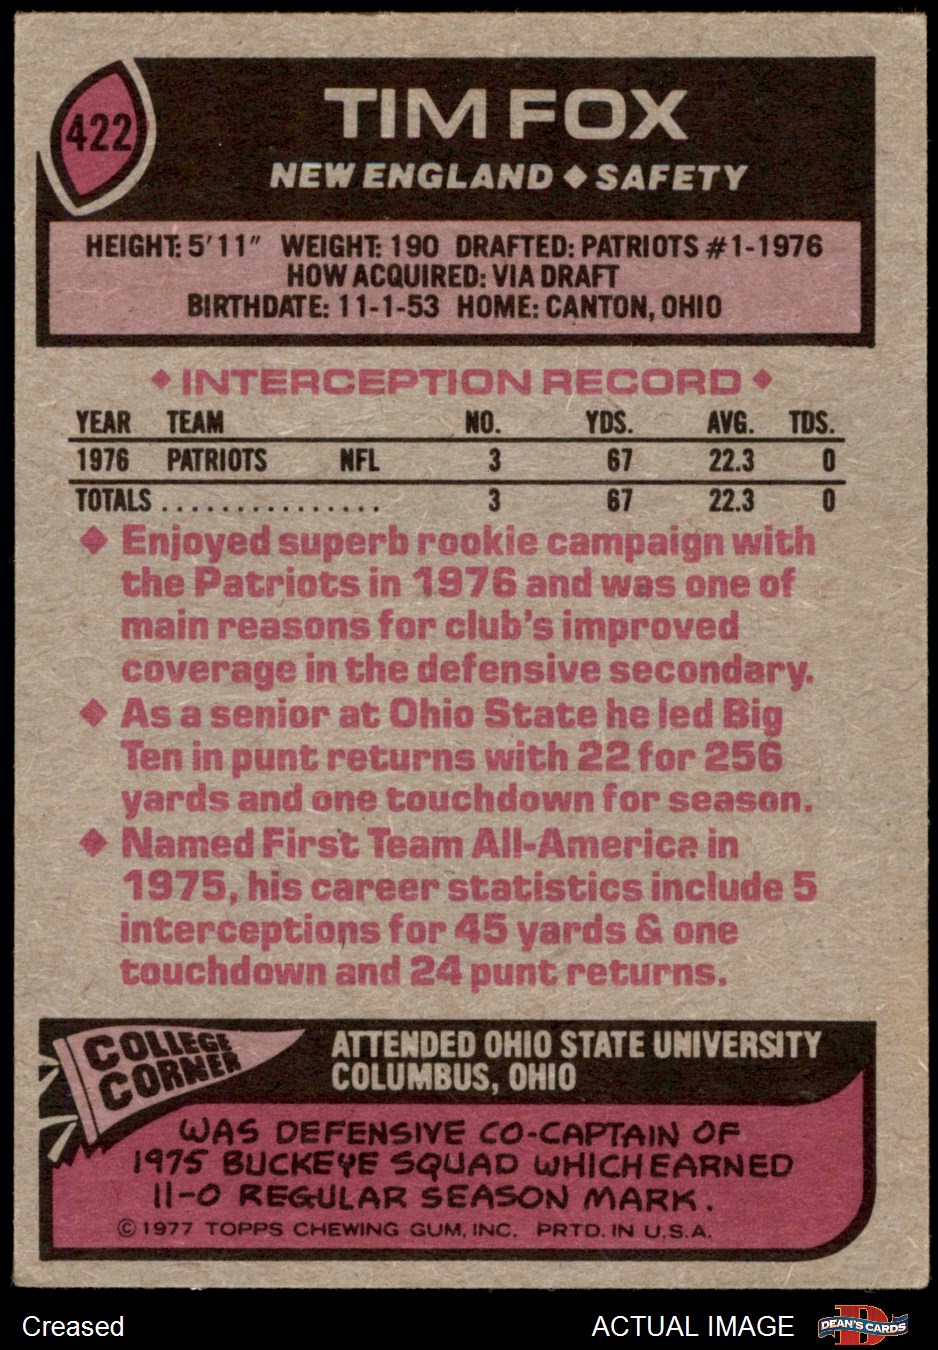 422
TIM FOX
NEW ENGLAND ◆ SAFETY
HEIGHT: 5'11" WEIGHT: 190 DRAFTED: PATRIOTS #1-1976
HOW ACQUIRED: VIA DRAFT
BIRTHDATE: 11-1-53 HOME: CANTON, OHIO
◆ INTERCEPTION RECORD ◆
YEAR TEAM NO. YDS. AVG. TDS.
1976 PATRIOTS NFL 3 67 22.3 0
TOTALS............... 3 67 22.3 0
◆ Enjoyed superb rookie campaign with
the Patriots in 1976 and was one of
main reasons for club's improved
coverage in the defensive secondary.
◆ As a senior at Ohio State he led Big
Ten in punt returns with 22 for 256
yards and one touchdown for season.
◆ Named First Team All-America in
1975, his career statistics include 5
interceptions for 45 yards & one
touchdown and 24 punt returns.
COLLEGE
CORNER
ATTENDED OHIO STATE UNIVERSITY
COLUMBUS, OHIO
WAS DEFENSIVE CO-CAPTAIN OF
1975 BUCKEYE SQUAD WHICH EARNED
11-0 REGULAR SEASON MARK.
© 1977 TOPPS CHEWING GUM, INC. PRTD. IN U.S.A.
Creased
ACTUAL IMAGE
D
DEAN'S CARDS